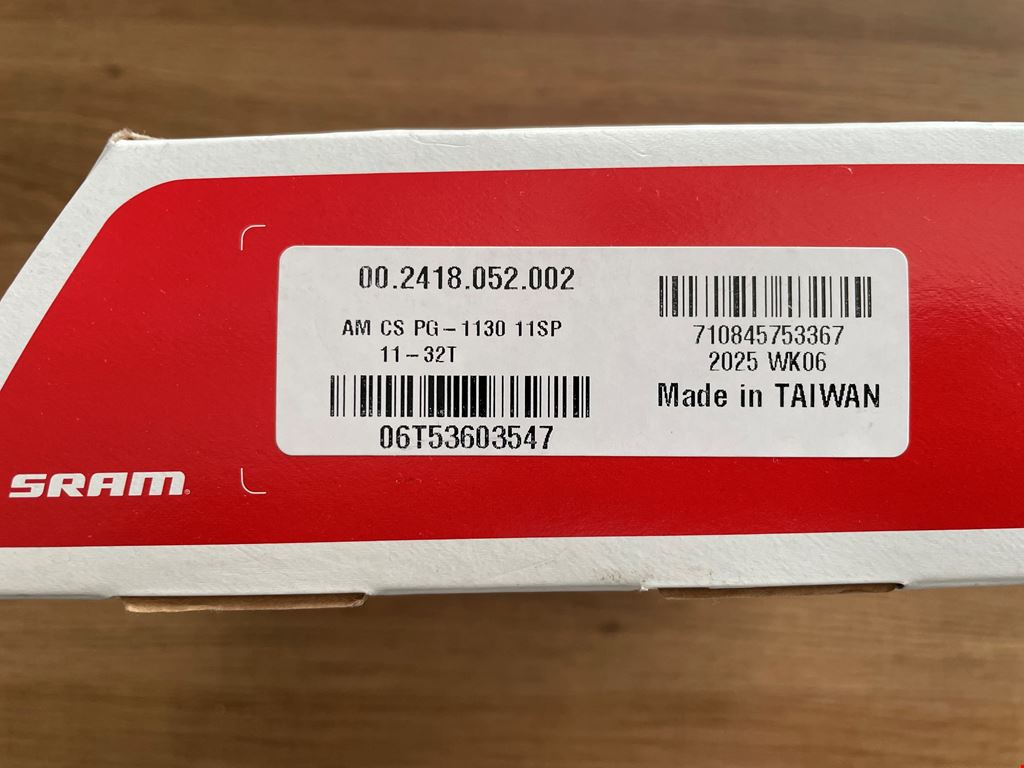 00.2418.052.002
AM CS PG-1130 11SP
11-32T
06T53603547
710845753367
2025 WK06
Made in TAIWAN
SRAM